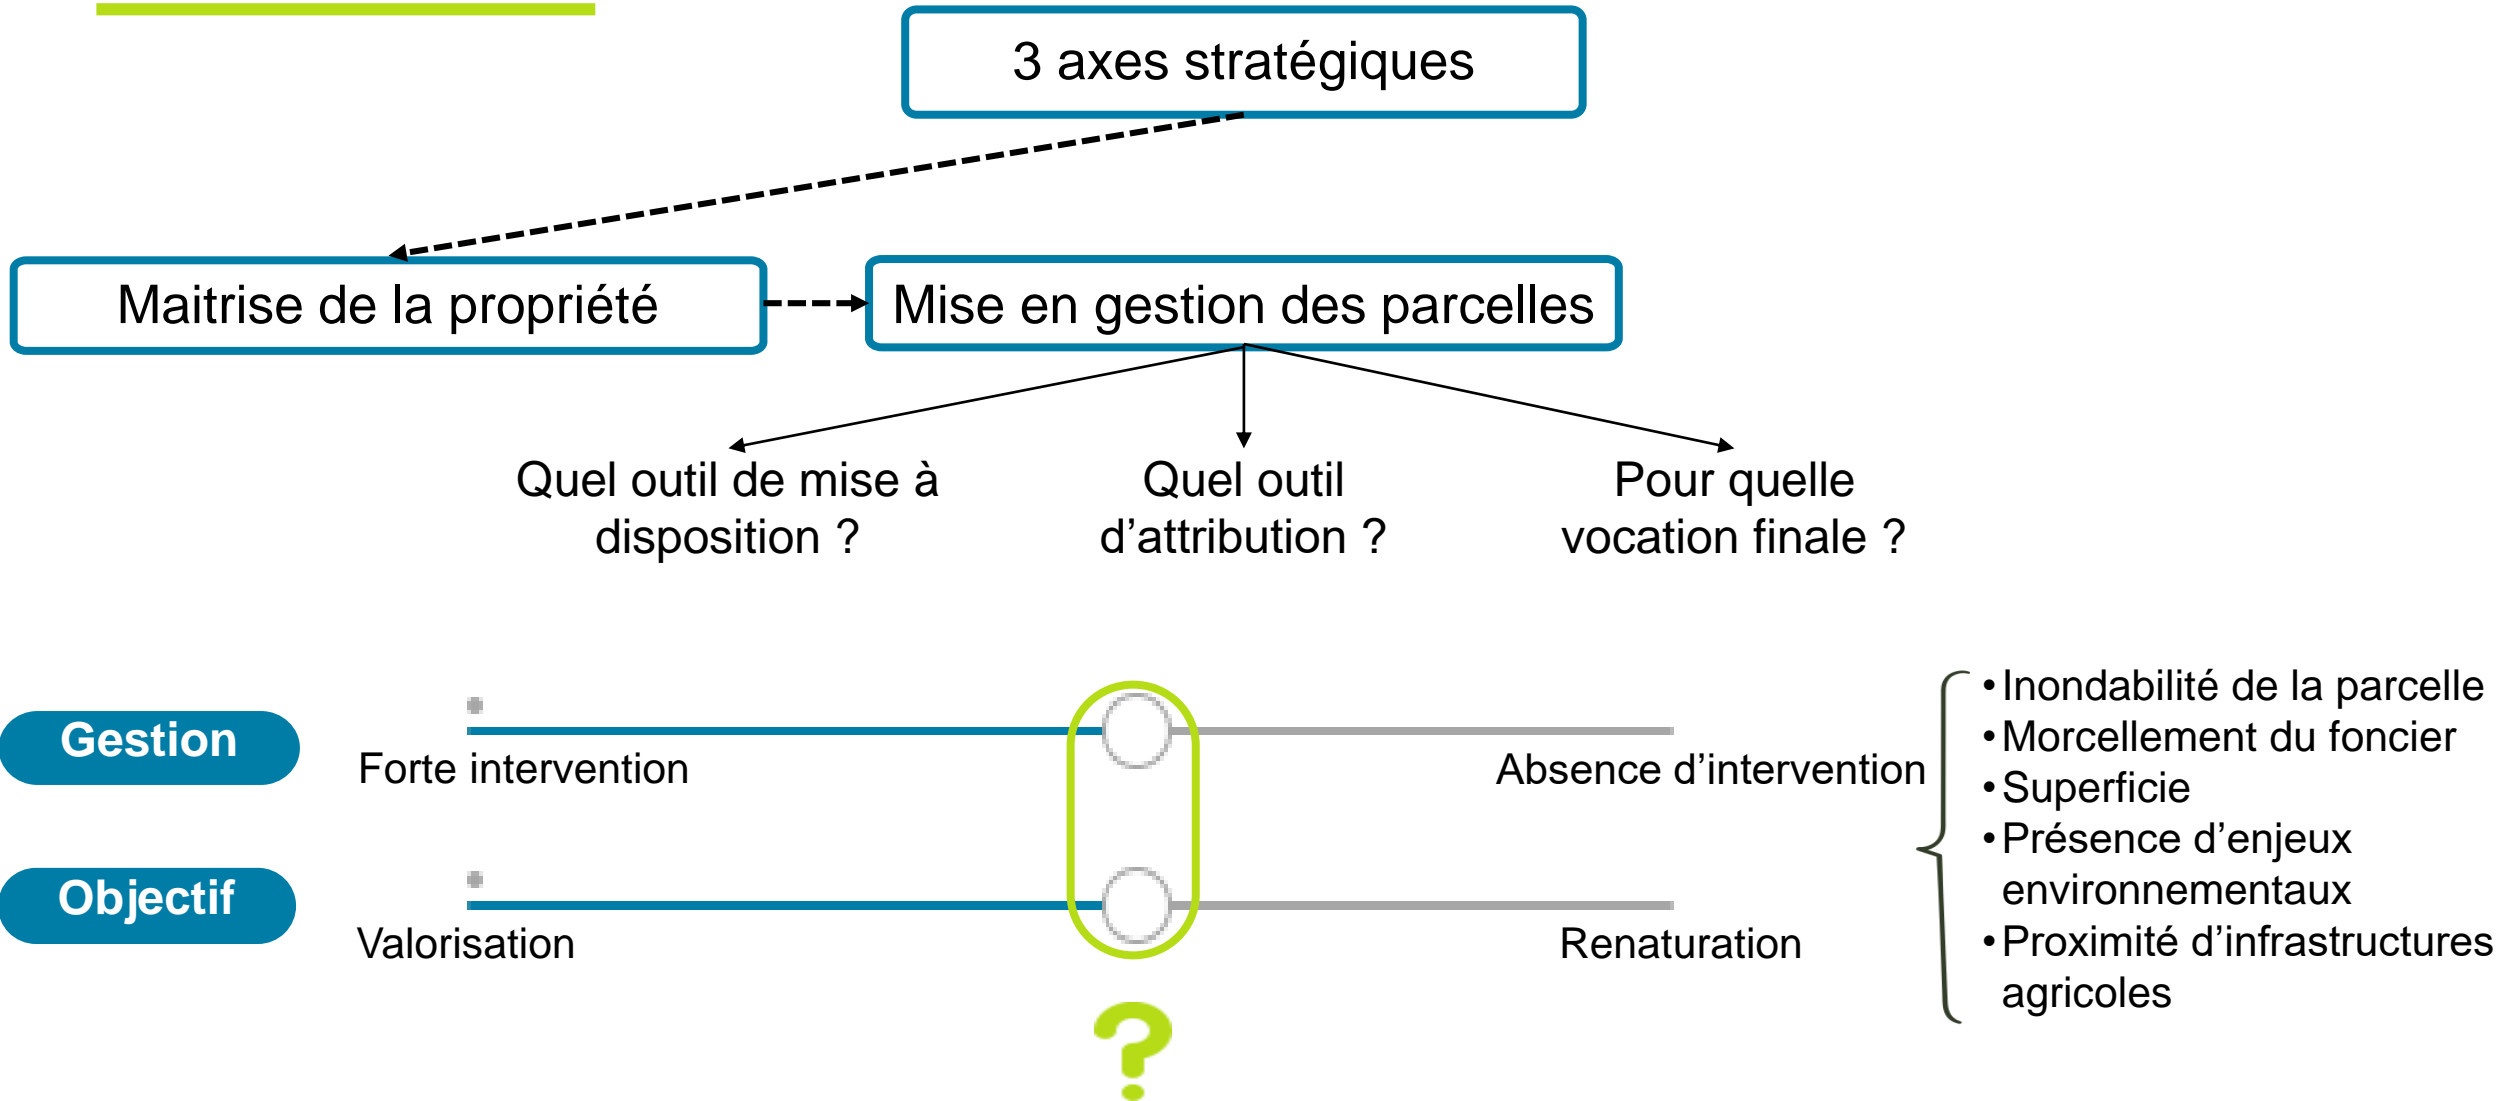 3 axes stratégiques
Maitrise de la propriété
Mise en gestion des parcelles
Quel outil de mise à
disposition ?
Quel outil
d’attribution ?
Pour quelle
vocation finale ?
Gestion
Forte intervention
Absence d’intervention
Objectif
Valorisation
Renaturation
•Inondabilité de la parcelle
•Morcellement du foncier
•Superficie
•Présence d’enjeux
environnementaux
•Proximité d’infrastructures
agricoles
?